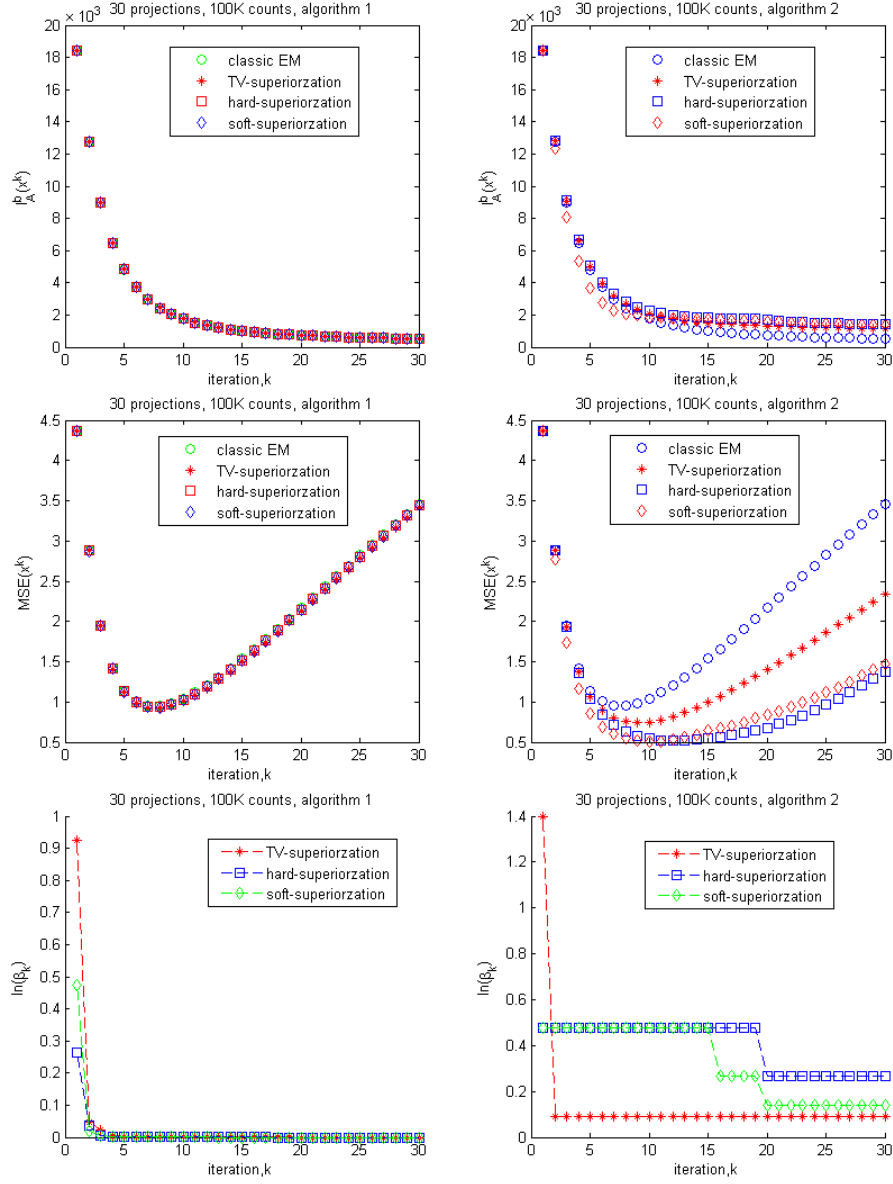 30 projections, 100K counts, algorithm 1
× 10³
20
18
16
14
12
10
8
6
4
2
0
I_A^b(x^k)
classic EM
TV-superiorzation
hard-superiorzation
soft-superiorzation
0 5 10 15 20 25 30
iteration,k
30 projections, 100K counts, algorithm 2
× 10³
20
18
16
14
12
10
8
6
4
2
0
I_A^b(x^k)
classic EM
TV-superiorzation
hard-superiorzation
soft-superiorzation
0 5 10 15 20 25 30
iteration,k
30 projections, 100K counts, algorithm 1
4.5
4
3.5
3
2.5
2
1.5
1
0.5
MSE(x^k)
classic EM
TV-superiorzation
hard-superiorzation
soft-superiorzation
0 5 10 15 20 25 30
iteration,k
30 projections, 100K counts, algorithm 2
4.5
4
3.5
3
2.5
2
1.5
1
0.5
MSE(x^k)
classic EM
TV-superiorzation
hard-superiorzation
soft-superiorzation
0 5 10 15 20 25 30
iteration,k
30 projections, 100K counts, algorithm 1
1
0.9
0.8
0.7
0.6
0.5
0.4
0.3
0.2
0.1
0
ln(β_k)
TV-superiorzation
hard-superiorzation
soft-superiorzation
0 5 10 15 20 25 30
iteration,k
30 projections, 100K counts, algorithm 2
1.4
1.2
1
0.8
0.6
0.4
0.2
0
ln(β_k)
TV-superiorzation
hard-superiorzation
soft-superiorzation
0 5 10 15 20 25 30
iteration,k